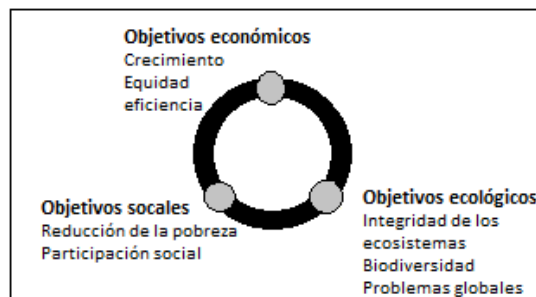 Objetivos económicos
Crecimiento
Equidad
eficiencia
Objetivos socales
Reducción de la pobreza
Participación social
Objetivos ecológicos
Integridad de los
ecosistemas
Biodiversidad
Problemas globales